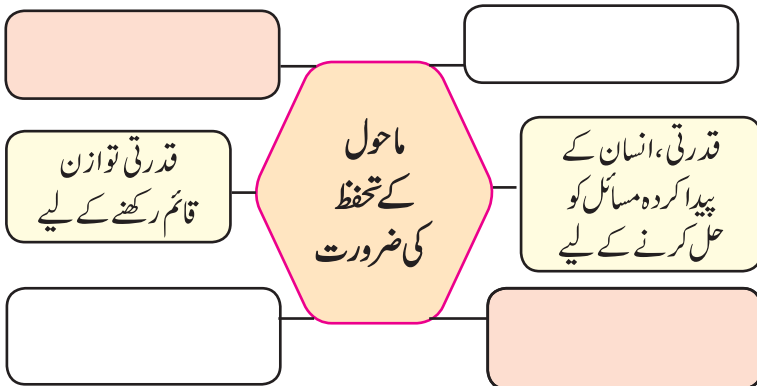 ماحول
کے تحفظ
کی ضرورت
قدرتی، انسان کے
پیدا کردہ مسائل کو
حل کرنے کے لیے
قدرتی توازن
قائم رکھنے کے لیے